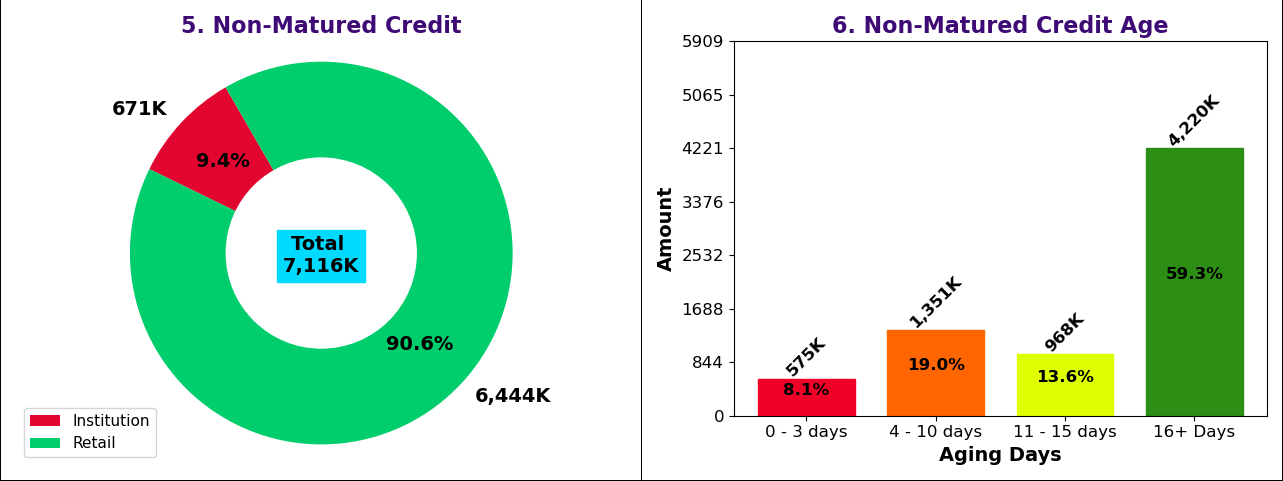 5. Non-Matured Credit
671K
9.4%
Total
7,116K
90.6%
6,444K
Institution
Retail
6. Non-Matured Credit Age
Amount
5909
5065
4221
3376
2532
1688
844
0
575K
8.1%
1,351K
19.0%
968K
13.6%
4,220K
59.3%
0 - 3 days
4 - 10 days
11 - 15 days
16+ Days
Aging Days